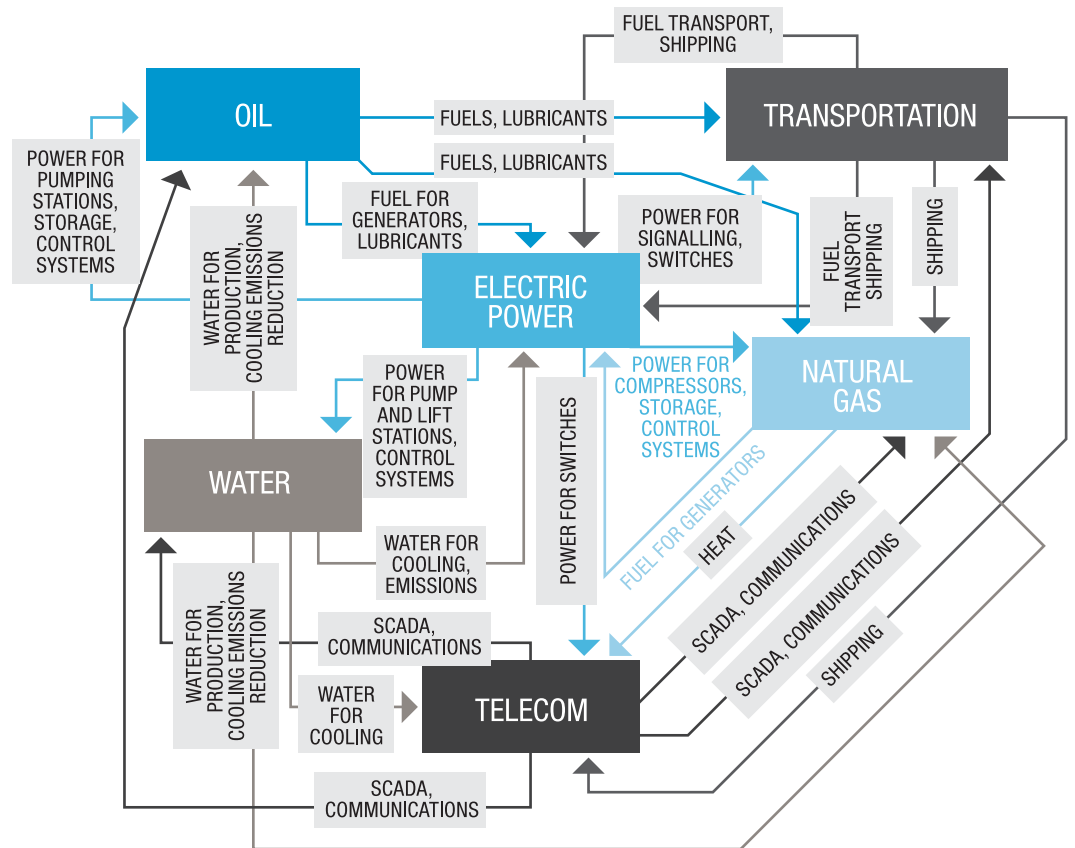 FUEL TRANSPORT,
SHIPPING
OIL
TRANSPORTATION
FUELS, LUBRICANTS
FUELS, LUBRICANTS
POWER FOR
PUMPING
STATIONS,
STORAGE,
CONTROL
SYSTEMS
FUEL FOR
GENERATORS,
LUBRICANTS
POWER FOR
SIGNALLING,
SWITCHES
FUEL
TRANSPORT
SHIPPING
SHIPPING
WATER FOR
PRODUCTION,
COOLING EMISSIONS
REDUCTION
ELECTRIC
POWER
NATURAL
GAS
POWER
FOR PUMP
AND LIFT
STATIONS,
CONTROL
SYSTEMS
POWER FOR
COMPRESSORS,
STORAGE,
CONTROL
SYSTEMS
POWER FOR SWITCHES
WATER
FUEL FOR GENERATORS
HEAT
SCADA, COMMUNICATIONS
SCADA, COMMUNICATIONS
SHIPPING
WATER FOR
COOLING,
EMISSIONS
WATER FOR
PRODUCTION,
COOLING EMISSIONS
REDUCTION
SCADA,
COMMUNICATIONS
WATER
FOR
COOLING
TELECOM
SCADA,
COMMUNICATIONS